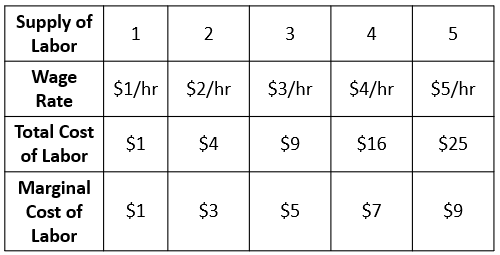 Supply of
Labor
1
2
3
4
5
Wage
Rate
$1/hr
$2/hr
$3/hr
$4/hr
$5/hr
Total Cost
of Labor
$1
$4
$9
$16
$25
Marginal
Cost of
Labor
$1
$3
$5
$7
$9